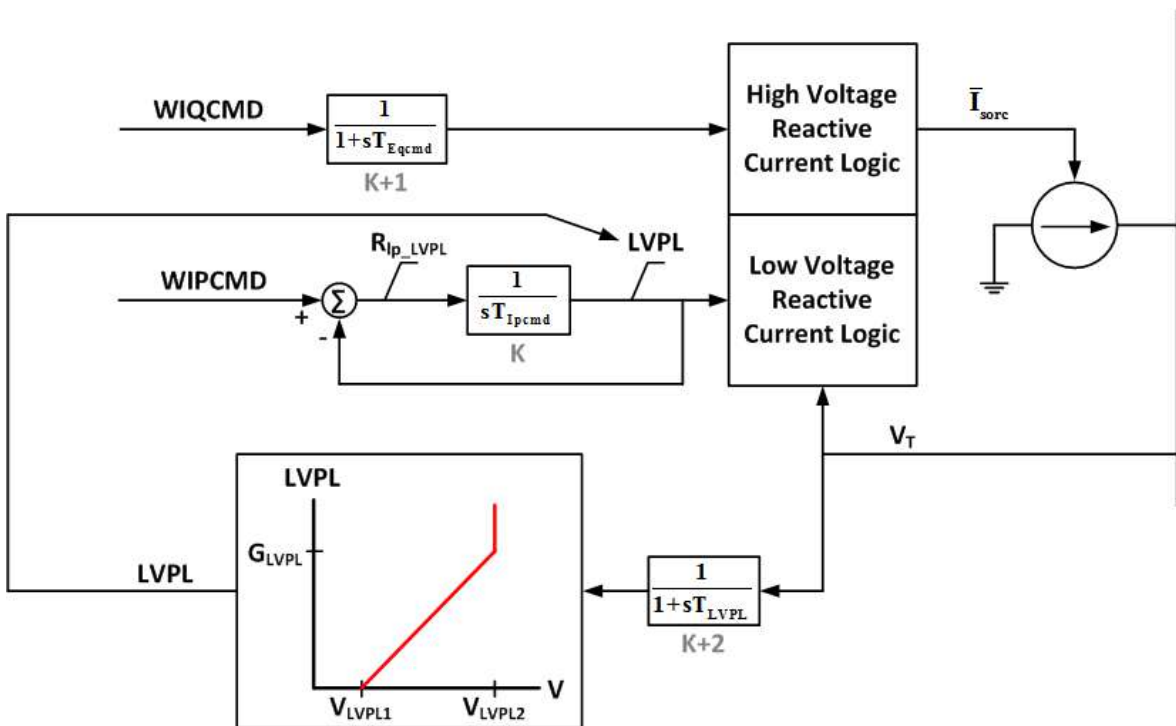 WIQCMD
1
1+sT_Eqcmd
K+1
High Voltage
Reactive
Current Logic
Ī_sorc
WIPCMD
+
Σ
-
R_Ip_LVPL
1
sT_Ipcmd
K
LVPL
Low Voltage
Reactive
Current Logic
V_T
LVPL
LVPL
G_LVPL
V_LVPL1
V_LVPL2
V
1
1+sT_LVPL
K+2